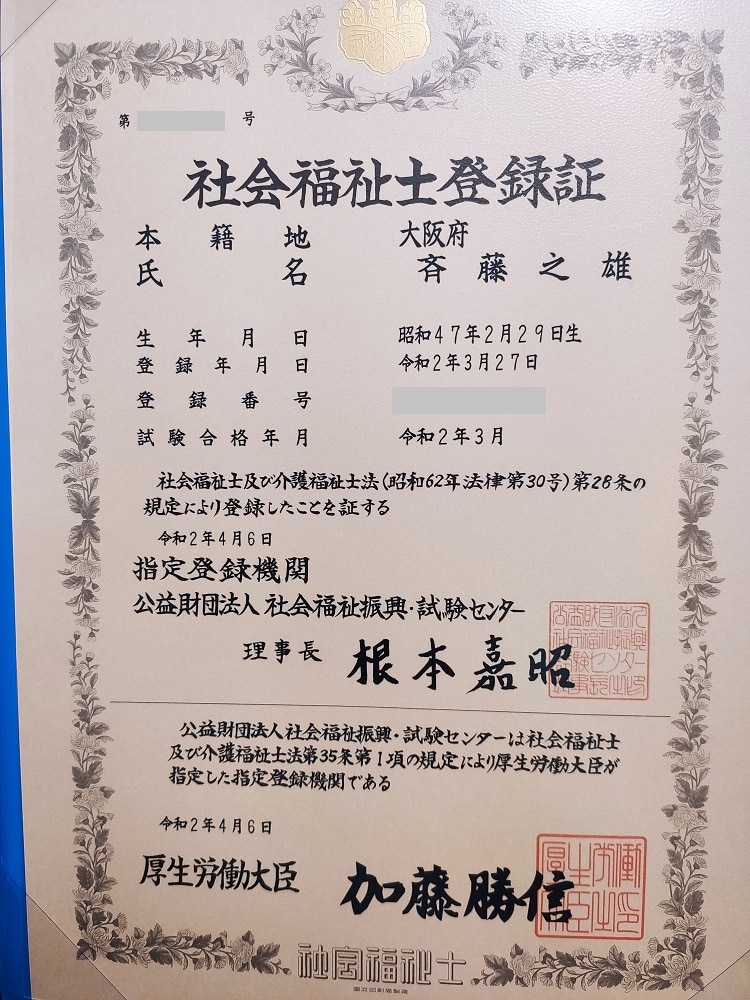 第 号
社会福祉士登録証
本籍地 大阪府
氏名 斉藤之雄
生年月日 昭和47年2月29日生
登録年月日 令和2年3月27日
登録番号
試験合格年月 令和2年3月
社会福祉士及び介護福祉士法(昭和62年法律第30号)第28条の
規定により登録したことを証する
令和2年4月6日
指定登録機関
公益財団法人 社会福祉振興・試験センター
理事長 根本嘉昭
公益財団法人社会福祉振興・試験センターは社会福祉士
及び介護福祉士法第35条第1項の規定により厚生労働大臣が
指定した指定登録機関である
令和2年4月6日
厚生労働大臣 加藤勝信
社会福祉士
国立印刷局製造